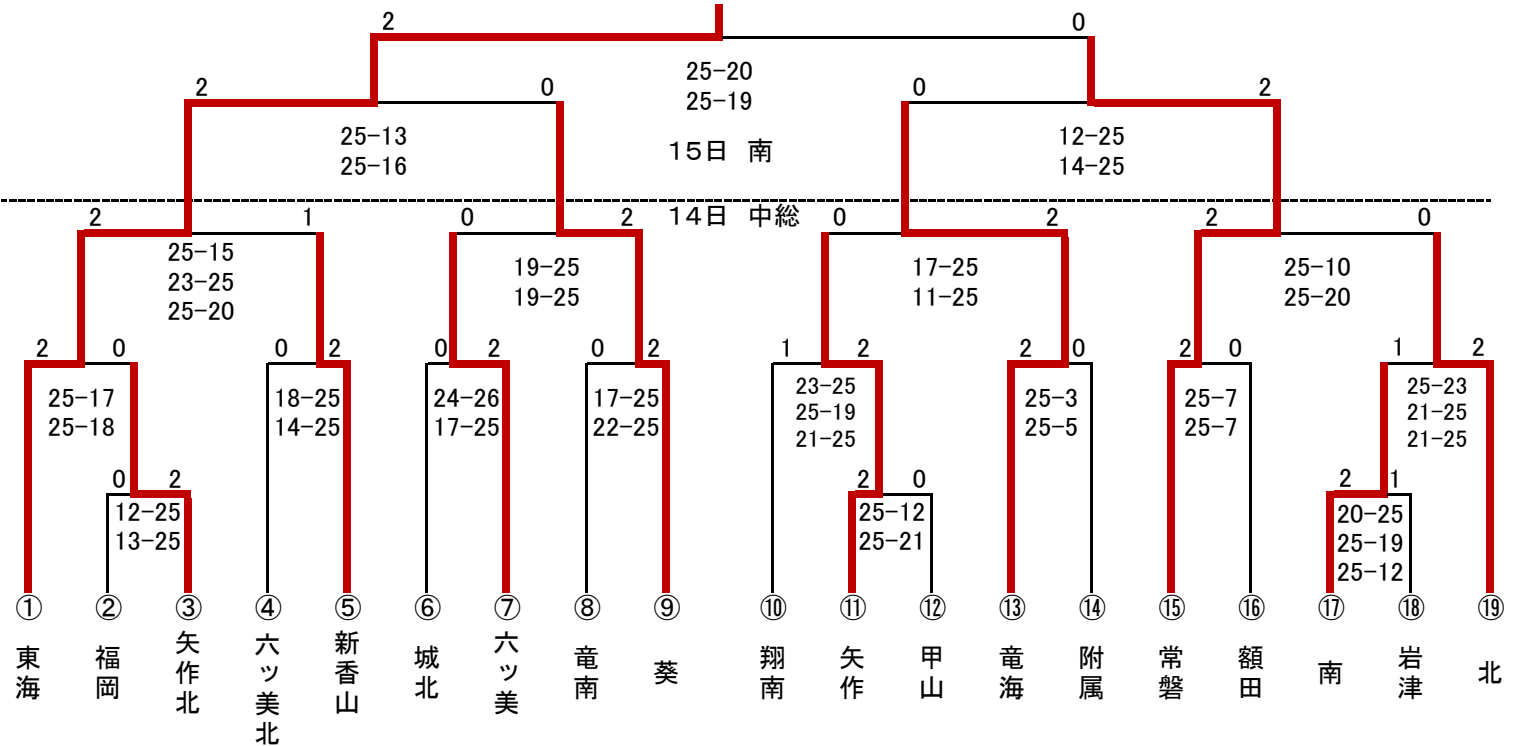 2 0
25-20
25-19
2 0 0 2
25-13 12-25
25-16 14-25
15日 南
14日 中総
2 1 0 2 0 2 2 0
25-15
23-25
25-20
19-25
19-25
17-25
11-25
25-10
25-20
2 0 0 2 0 2 0 2 1 2 2 0 2 0 1 2
25-17
25-18
18-25
14-25
24-26
17-25
17-25
22-25
23-25
25-19
21-25
25-3
25-5
25-7
25-7
25-23
21-25
21-25
0 2 2 0 2 1
12-25
13-25
25-12
25-21
20-25
25-19
25-12
① ② ③ ④ ⑤ ⑥ ⑦ ⑧ ⑨ ⑩ ⑪ ⑫ ⑬ ⑭ ⑮ ⑯ ⑰ ⑱ ⑲
東海
福岡
矢作北
六ッ美北
新香山
城北
六ッ美
竜南
葵
翔南
矢作
甲山
竜海
附属
常磐
額田
南
岩津
北